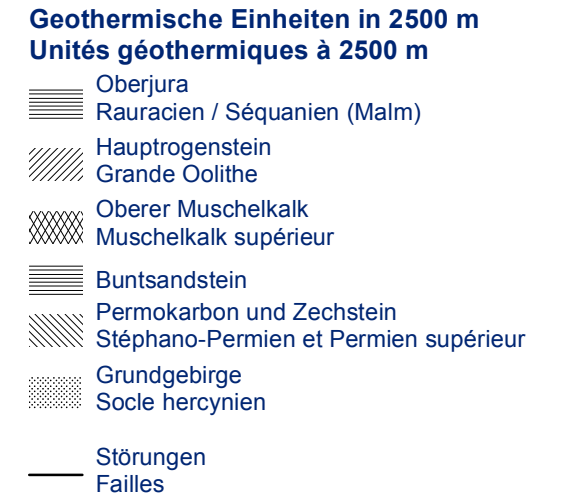 Geothermische Einheiten in 2500 m
Unités géothermiques à 2500 m
Oberjura
Rauracien / Séquanien (Malm)
Hauptrogenstein
Grande Oolithe
Oberer Muschelkalk
Muschelkalk supérieur
Buntsandstein
Permokarbon und Zechstein
Stéphano-Permien et Permien supérieur
Grundgebirge
Socle hercynien
Störungen
Failles